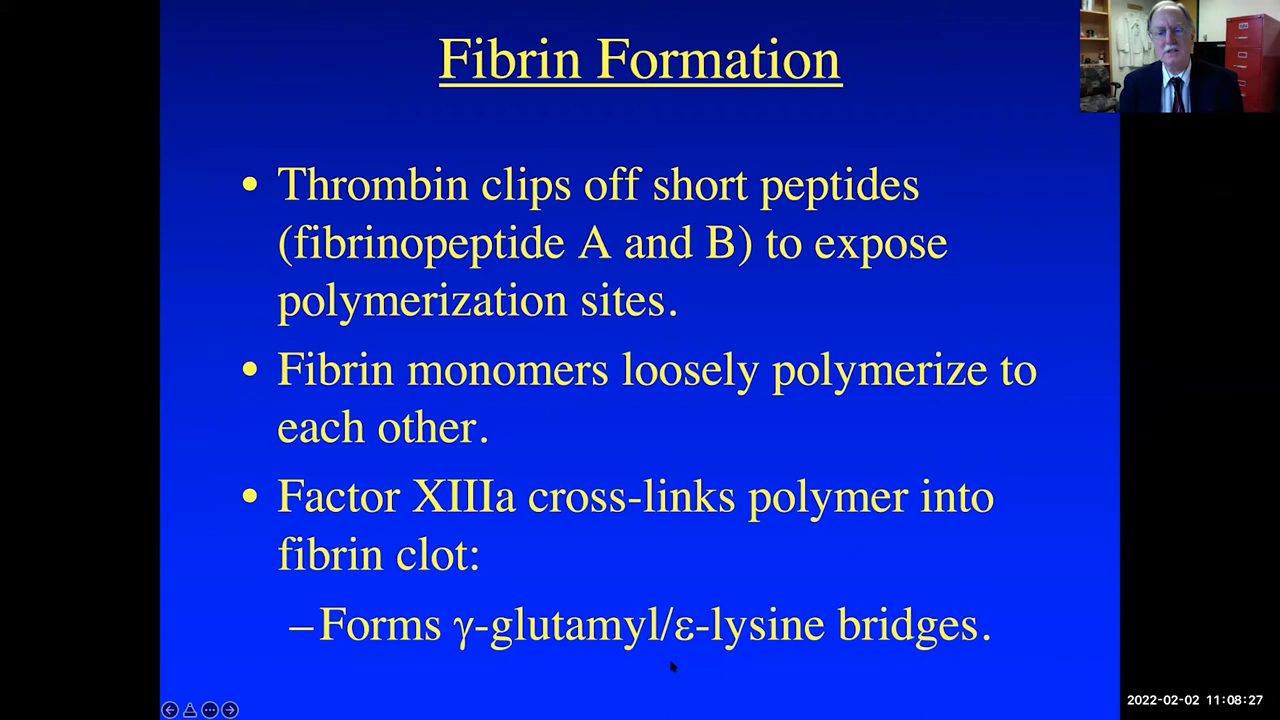 Fibrin Formation
• Thrombin clips off short peptides
(fibrinopeptide A and B) to expose
polymerization sites.
• Fibrin monomers loosely polymerize to
each other.
• Factor XIIIa cross-links polymer into
fibrin clot:
–Forms γ-glutamyl/ε-lysine bridges.
2022-02-02 11:08:27